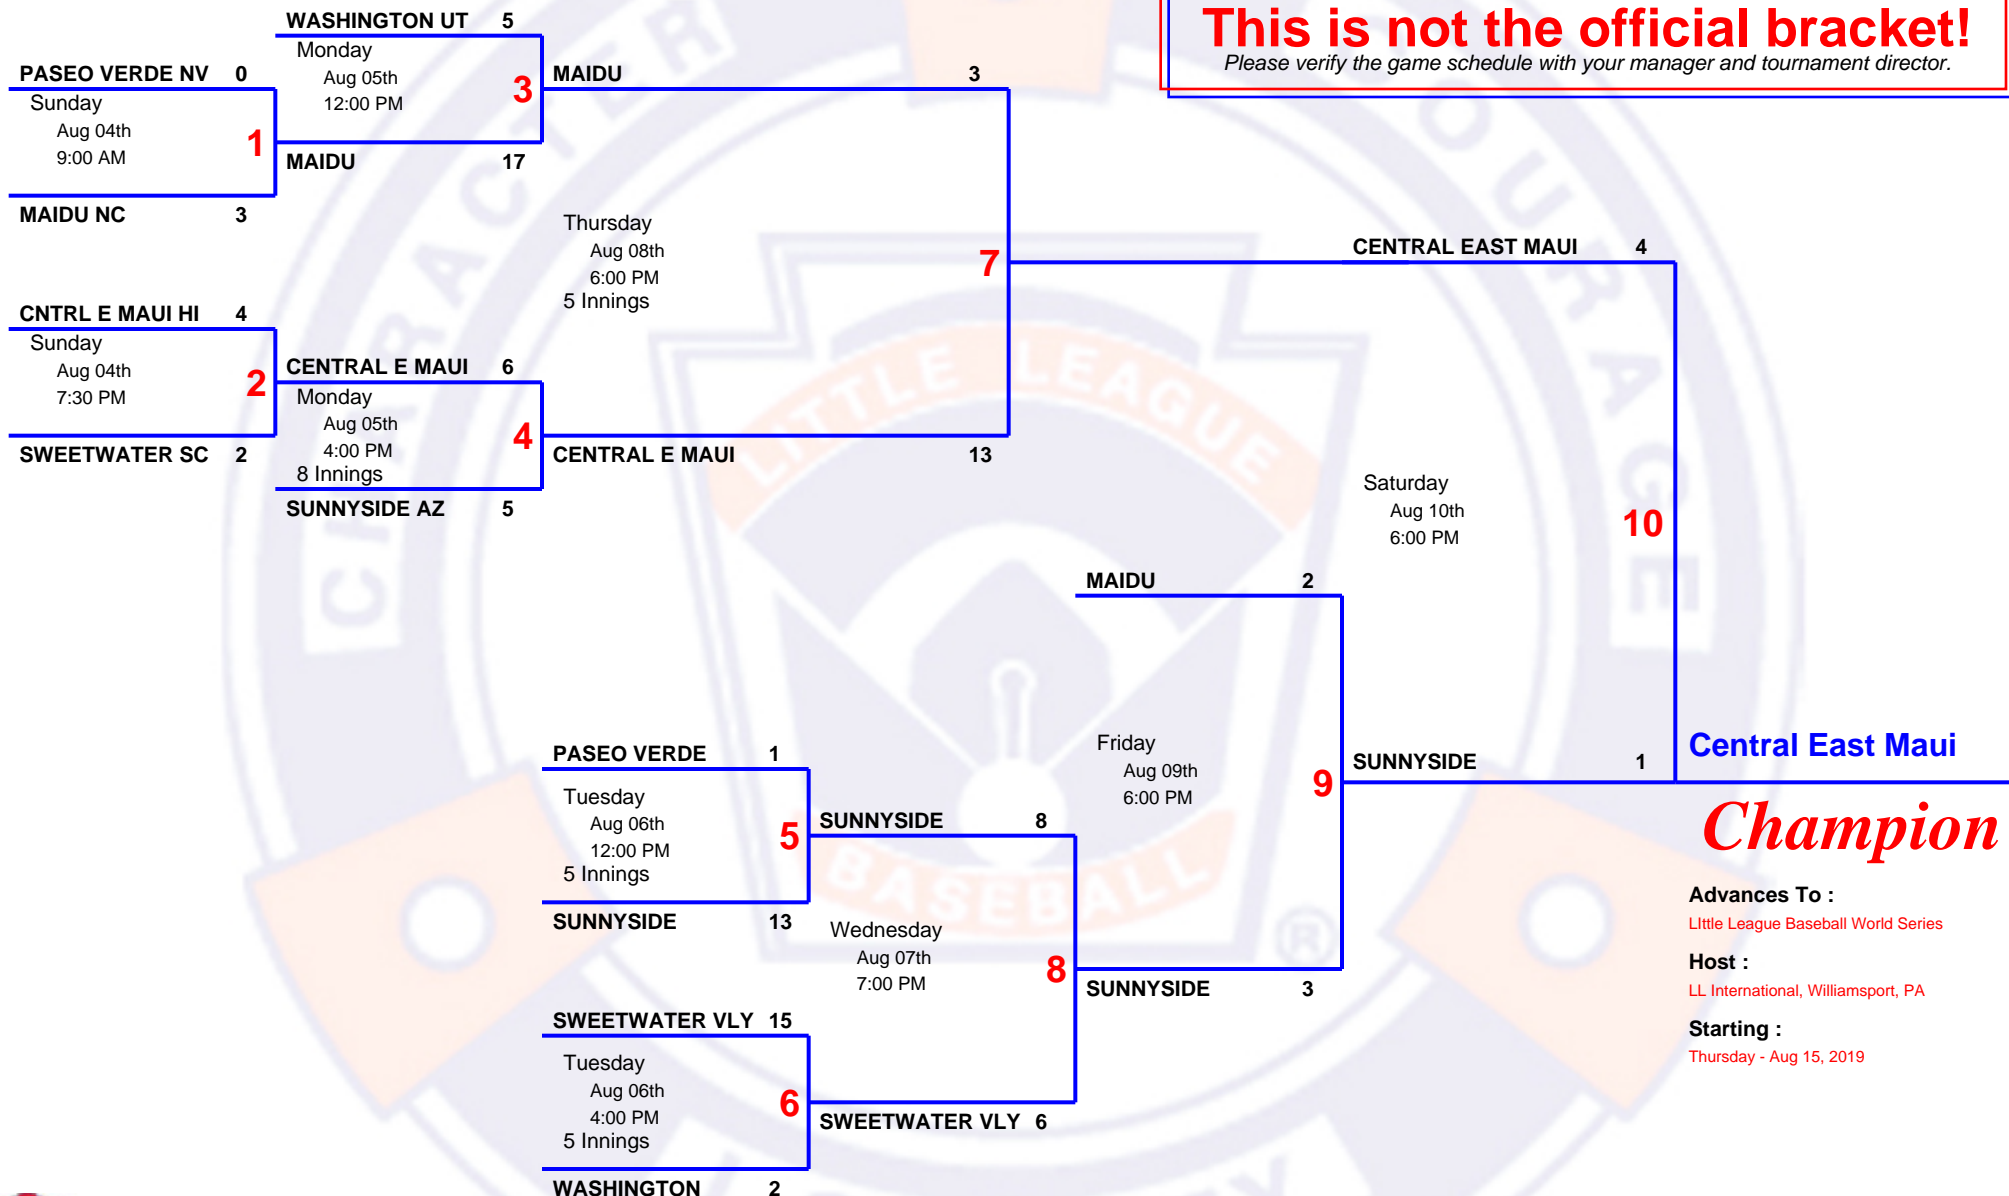 This is not the official bracket!
Please verify the game schedule with your manager and tournament director.
WASHINGTON UT 5
Monday
Aug 05th
12:00 PM
3
MAIDU 17
PASEO VERDE NV 0
Sunday
Aug 04th
9:00 AM
1
MAIDU NC 3
MAIDU 3
Thursday
Aug 08th
6:00 PM
5 Innings
7
CENTRAL E MAUI 13
CNTRL E MAUI HI 4
Sunday
Aug 04th
7:30 PM
2
SWEETWATER SC 2
CENTRAL E MAUI 6
Monday
Aug 05th
4:00 PM
8 Innings
4
SUNNYSIDE AZ 5
CENTRAL EAST MAUI 4
Saturday
Aug 10th
6:00 PM
10
SUNNYSIDE 1
MAIDU 2
Friday
Aug 09th
6:00 PM
9
SUNNYSIDE 3
PASEO VERDE 1
Tuesday
Aug 06th
12:00 PM
5 Innings
5
SUNNYSIDE 13
SUNNYSIDE 8
Wednesday
Aug 07th
7:00 PM
8
SWEETWATER VLY 6
SWEETWATER VLY 15
Tuesday
Aug 06th
4:00 PM
5 Innings
6
WASHINGTON 2
Central East Maui
Champion
Advances To :
LIttle League Baseball World Series
Host :
LL International, Williamsport, PA
Starting :
Thursday - Aug 15, 2019
CHARACTER
COURAGE
LITTLE LEAGUE
BASEBALL
®